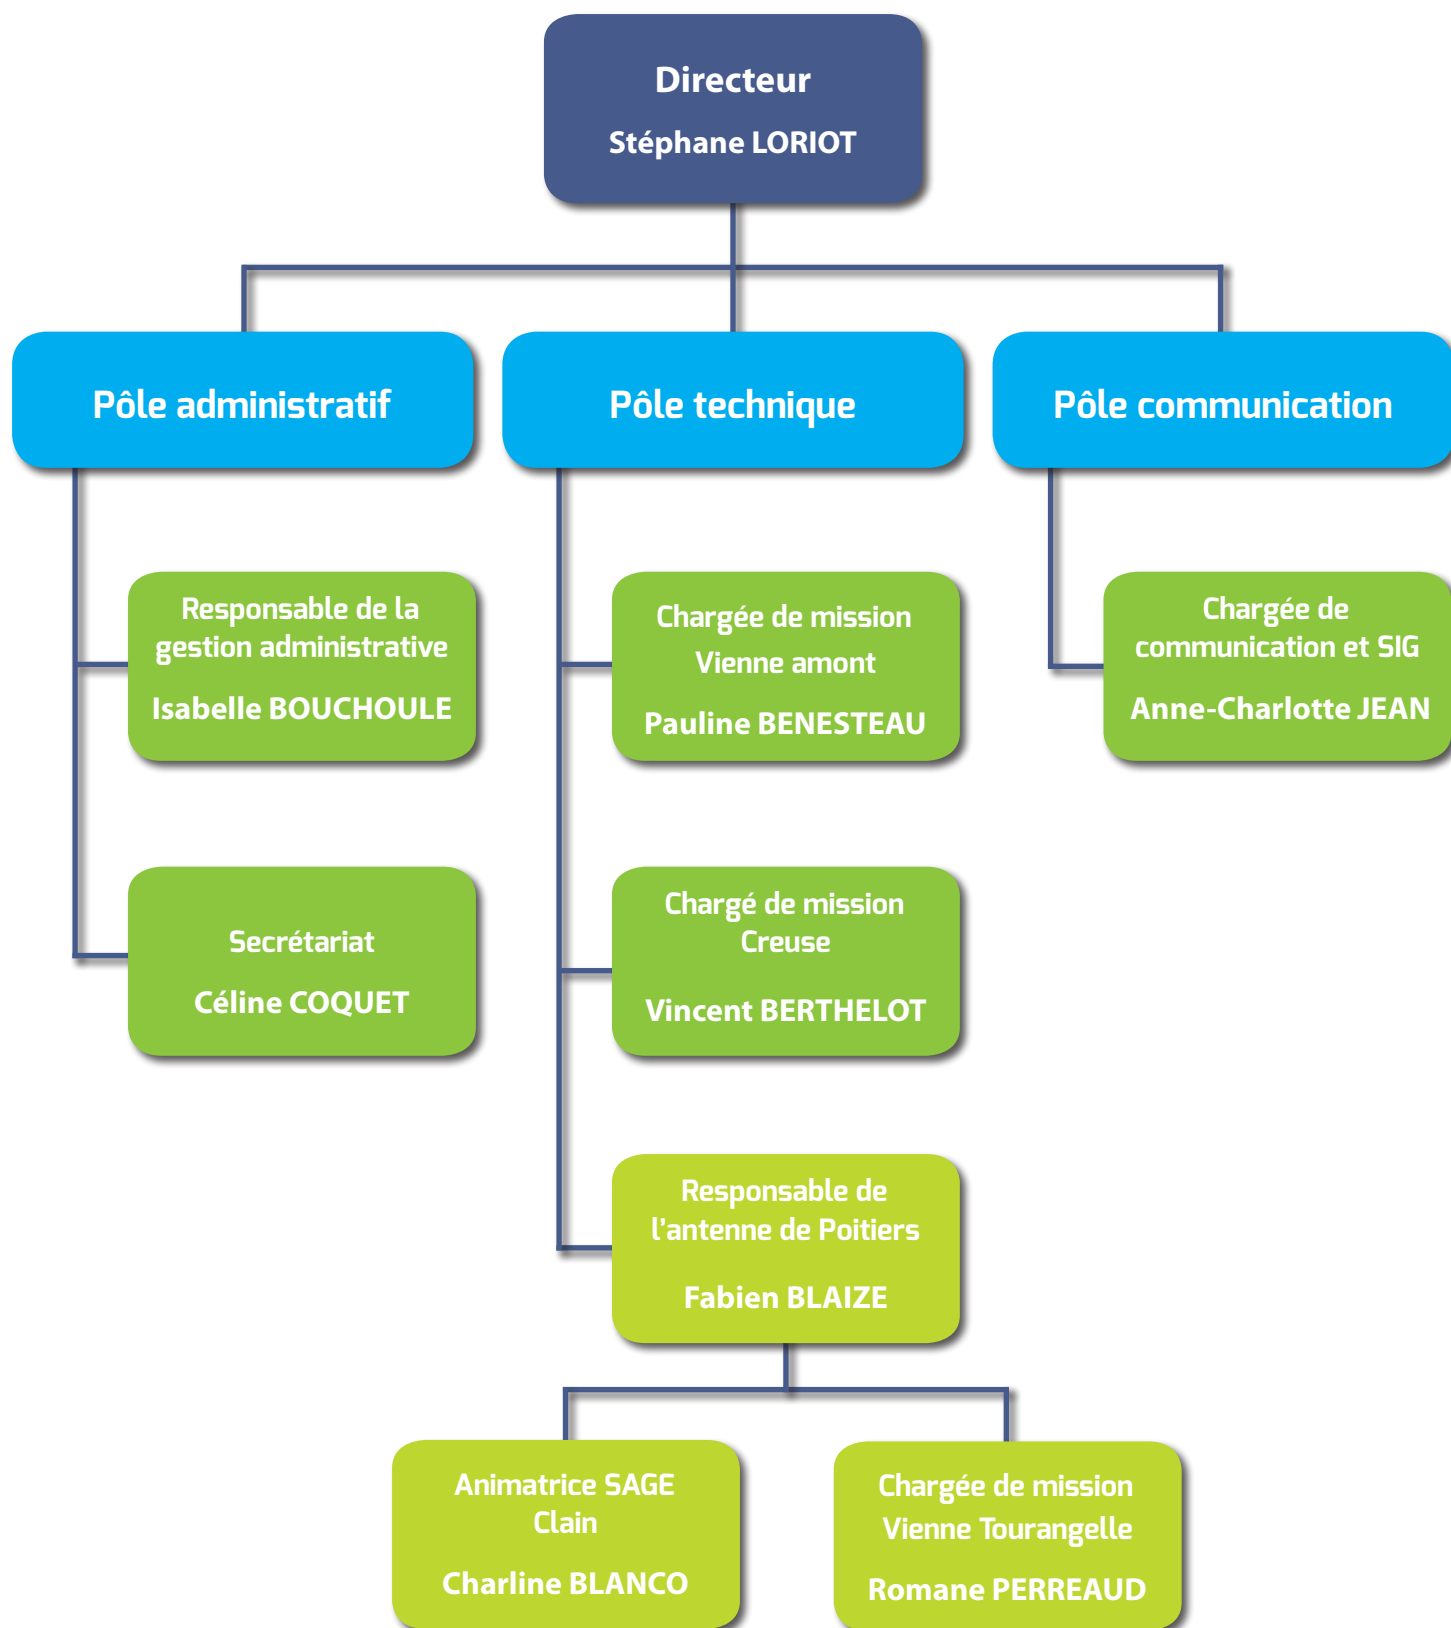 Directeur
Stéphane LORIOT
Pôle administratif
Pôle technique
Pôle communication
Responsable de la
gestion administrative
Isabelle BOUCHOULE
Chargée de mission
Vienne amont
Pauline BENESTEAU
Chargée de
communication et SIG
Anne-Charlotte JEAN
Secrétariat
Céline COQUET
Chargé de mission
Creuse
Vincent BERTHELOT
Responsable de
l’antenne de Poitiers
Fabien BLAIZE
Animatrice SAGE
Clain
Charline BLANCO
Chargée de mission
Vienne Tourangelle
Romane PERREAUD